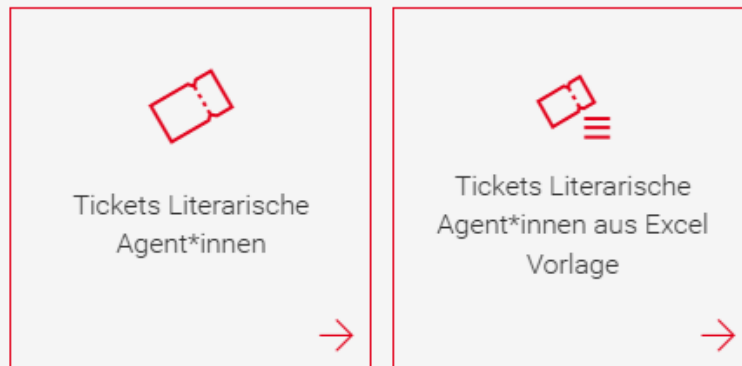 Tickets Literarische
Agent*innen
Tickets Literarische
Agent*innen aus Excel
Vorlage